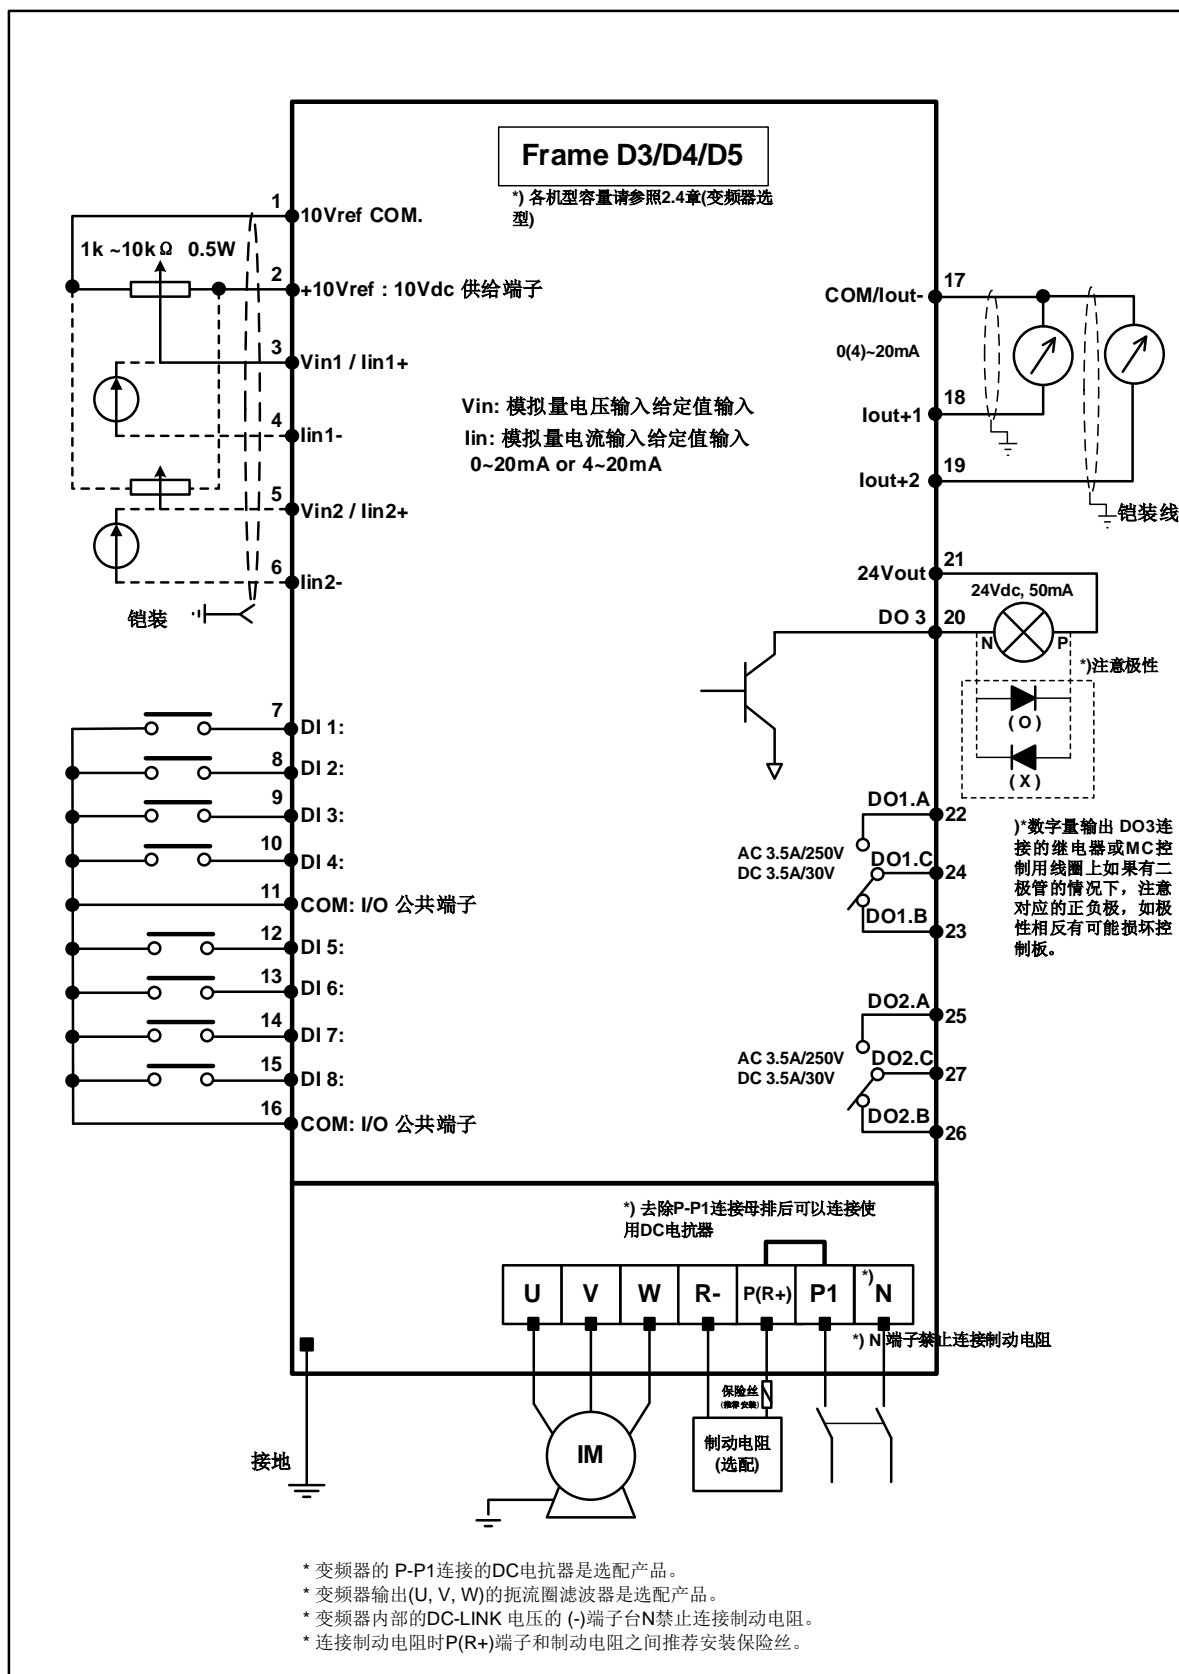 Frame D3/D4/D5
*) 各机型容量请参照2.4章(变频器选
型)
1
10Vref COM.
1k ~10k Ω 0.5W
2
+10Vref : 10Vdc 供给端子
3
Vin1 / Iin1+
4
Iin1-
5
Vin2 / Iin2+
6
Iin2-
铠装
Vin: 模拟量电压输入给定值输入
Iin: 模拟量电流输入给定值输入
0~20mA or 4~20mA
17
COM/Iout-
0(4)~20mA
18
Iout+1
19
Iout+2
铠装线
21
24Vout
24Vdc, 50mA
DO 3
20
N
P
*)注意极性
( O )
( X )
)*数字量输出 DO3连
接的继电器或MC控
制用线圈上如果有二
极管的情况下，注意
对应的正负极，如极
性相反有可能损坏控
制板。
7
DI 1:
8
DI 2:
9
DI 3:
10
DI 4:
11
COM: I/O 公共端子
12
DI 5:
13
DI 6:
14
DI 7:
15
DI 8:
16
COM: I/O 公共端子
DO1.A
22
AC 3.5A/250V
DC 3.5A/30V
DO1.C
24
DO1.B
23
DO2.A
25
AC 3.5A/250V
DC 3.5A/30V
DO2.C
27
DO2.B
26
*) 去除P-P1连接母排后可以连接使
用DC电抗器
U
V
W
R-
P(R+)
P1
*)
N
*) N 端子禁止连接制动电阻
保险丝
(推荐安装)
制动电阻
(选配)
IM
接地
* 变频器的 P-P1连接的DC电抗器是选配产品。
* 变频器输出(U, V, W)的扼流圈滤波器是选配产品。
* 变频器内部的DC-LINK 电压的 (-)端子台N禁止连接制动电阻。
* 连接制动电阻时P(R+)端子和制动电阻之间推荐安装保险丝。